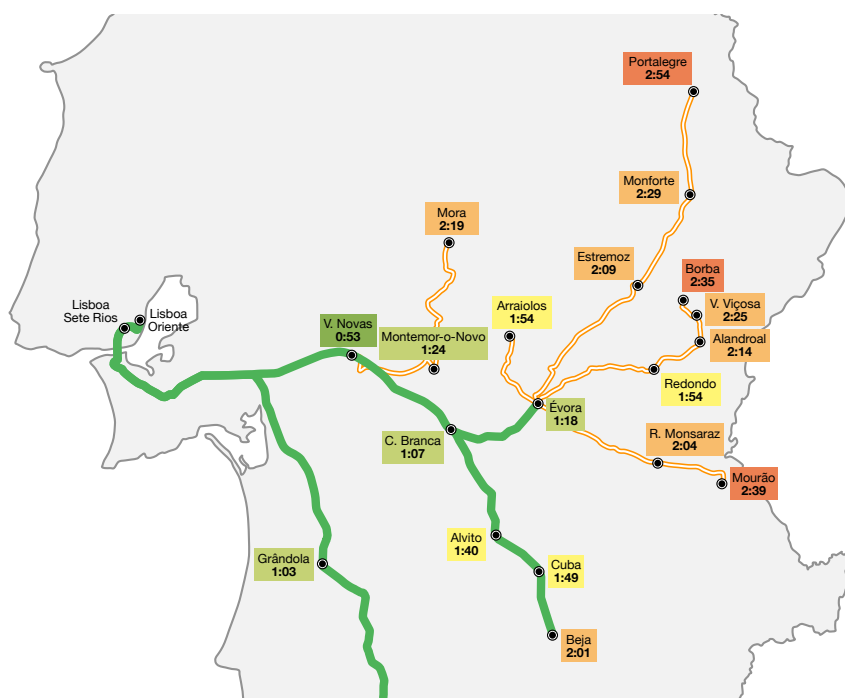 Portalegre
2:54
Monforte
2:29
Mora
2:19
Estremoz
2:09
Borba
2:35
V. Viçosa
2:25
Lisboa
Sete Rios
Lisboa
Oriente
Arraiolos
1:54
V. Novas
0:53
Montemor-o-Novo
1:24
Alandroal
2:14
Redondo
1:54
Évora
1:18
C. Branca
1:07
R. Monsaraz
2:04
Mourão
2:39
Alvito
1:40
Grândola
1:03
Cuba
1:49
Beja
2:01